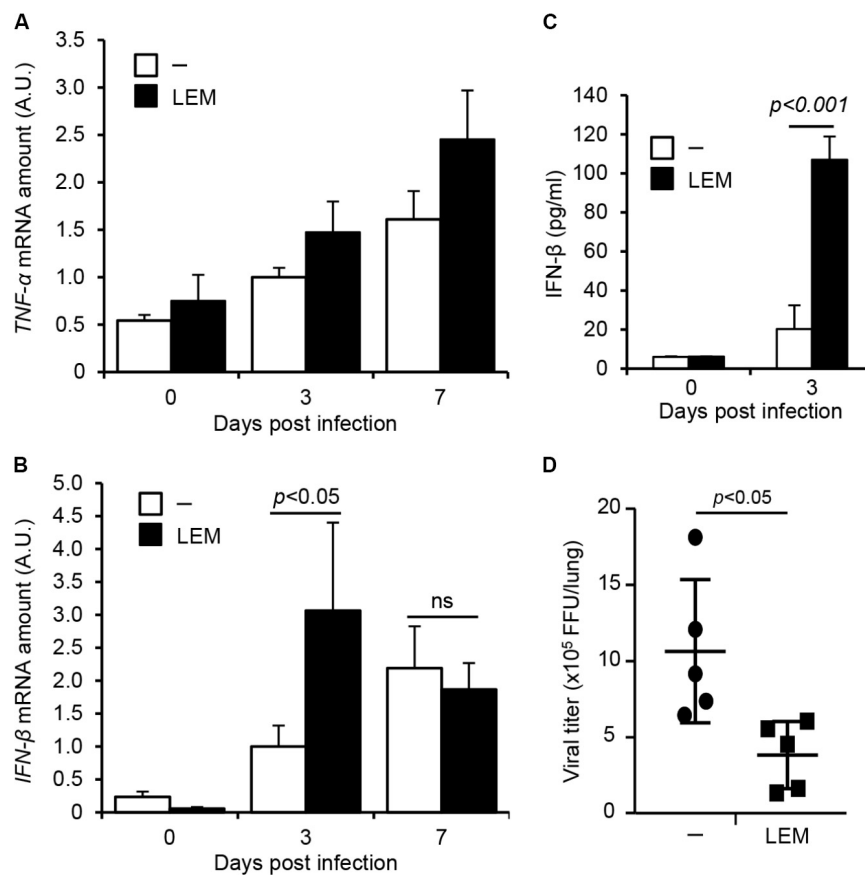 A
TNF-α mRNA amount (A.U.)
3.5
3.0
2.5
2.0
1.5
1.0
0.5
0
–
LEM
0 3 7
Days post infection
B
IFN-β mRNA amount (A.U.)
5.0
4.5
4.0
3.5
3.0
2.5
2.0
1.5
1.0
0.5
0
–
LEM
p<0.05
ns
0 3 7
Days post infection
C
IFN-β (pg/ml)
140
120
100
80
60
40
20
0
–
LEM
p<0.001
0 3
Days post infection
D
Viral titer (x10⁵ FFU/lung)
20
15
10
5
0
p<0.05
– LEM